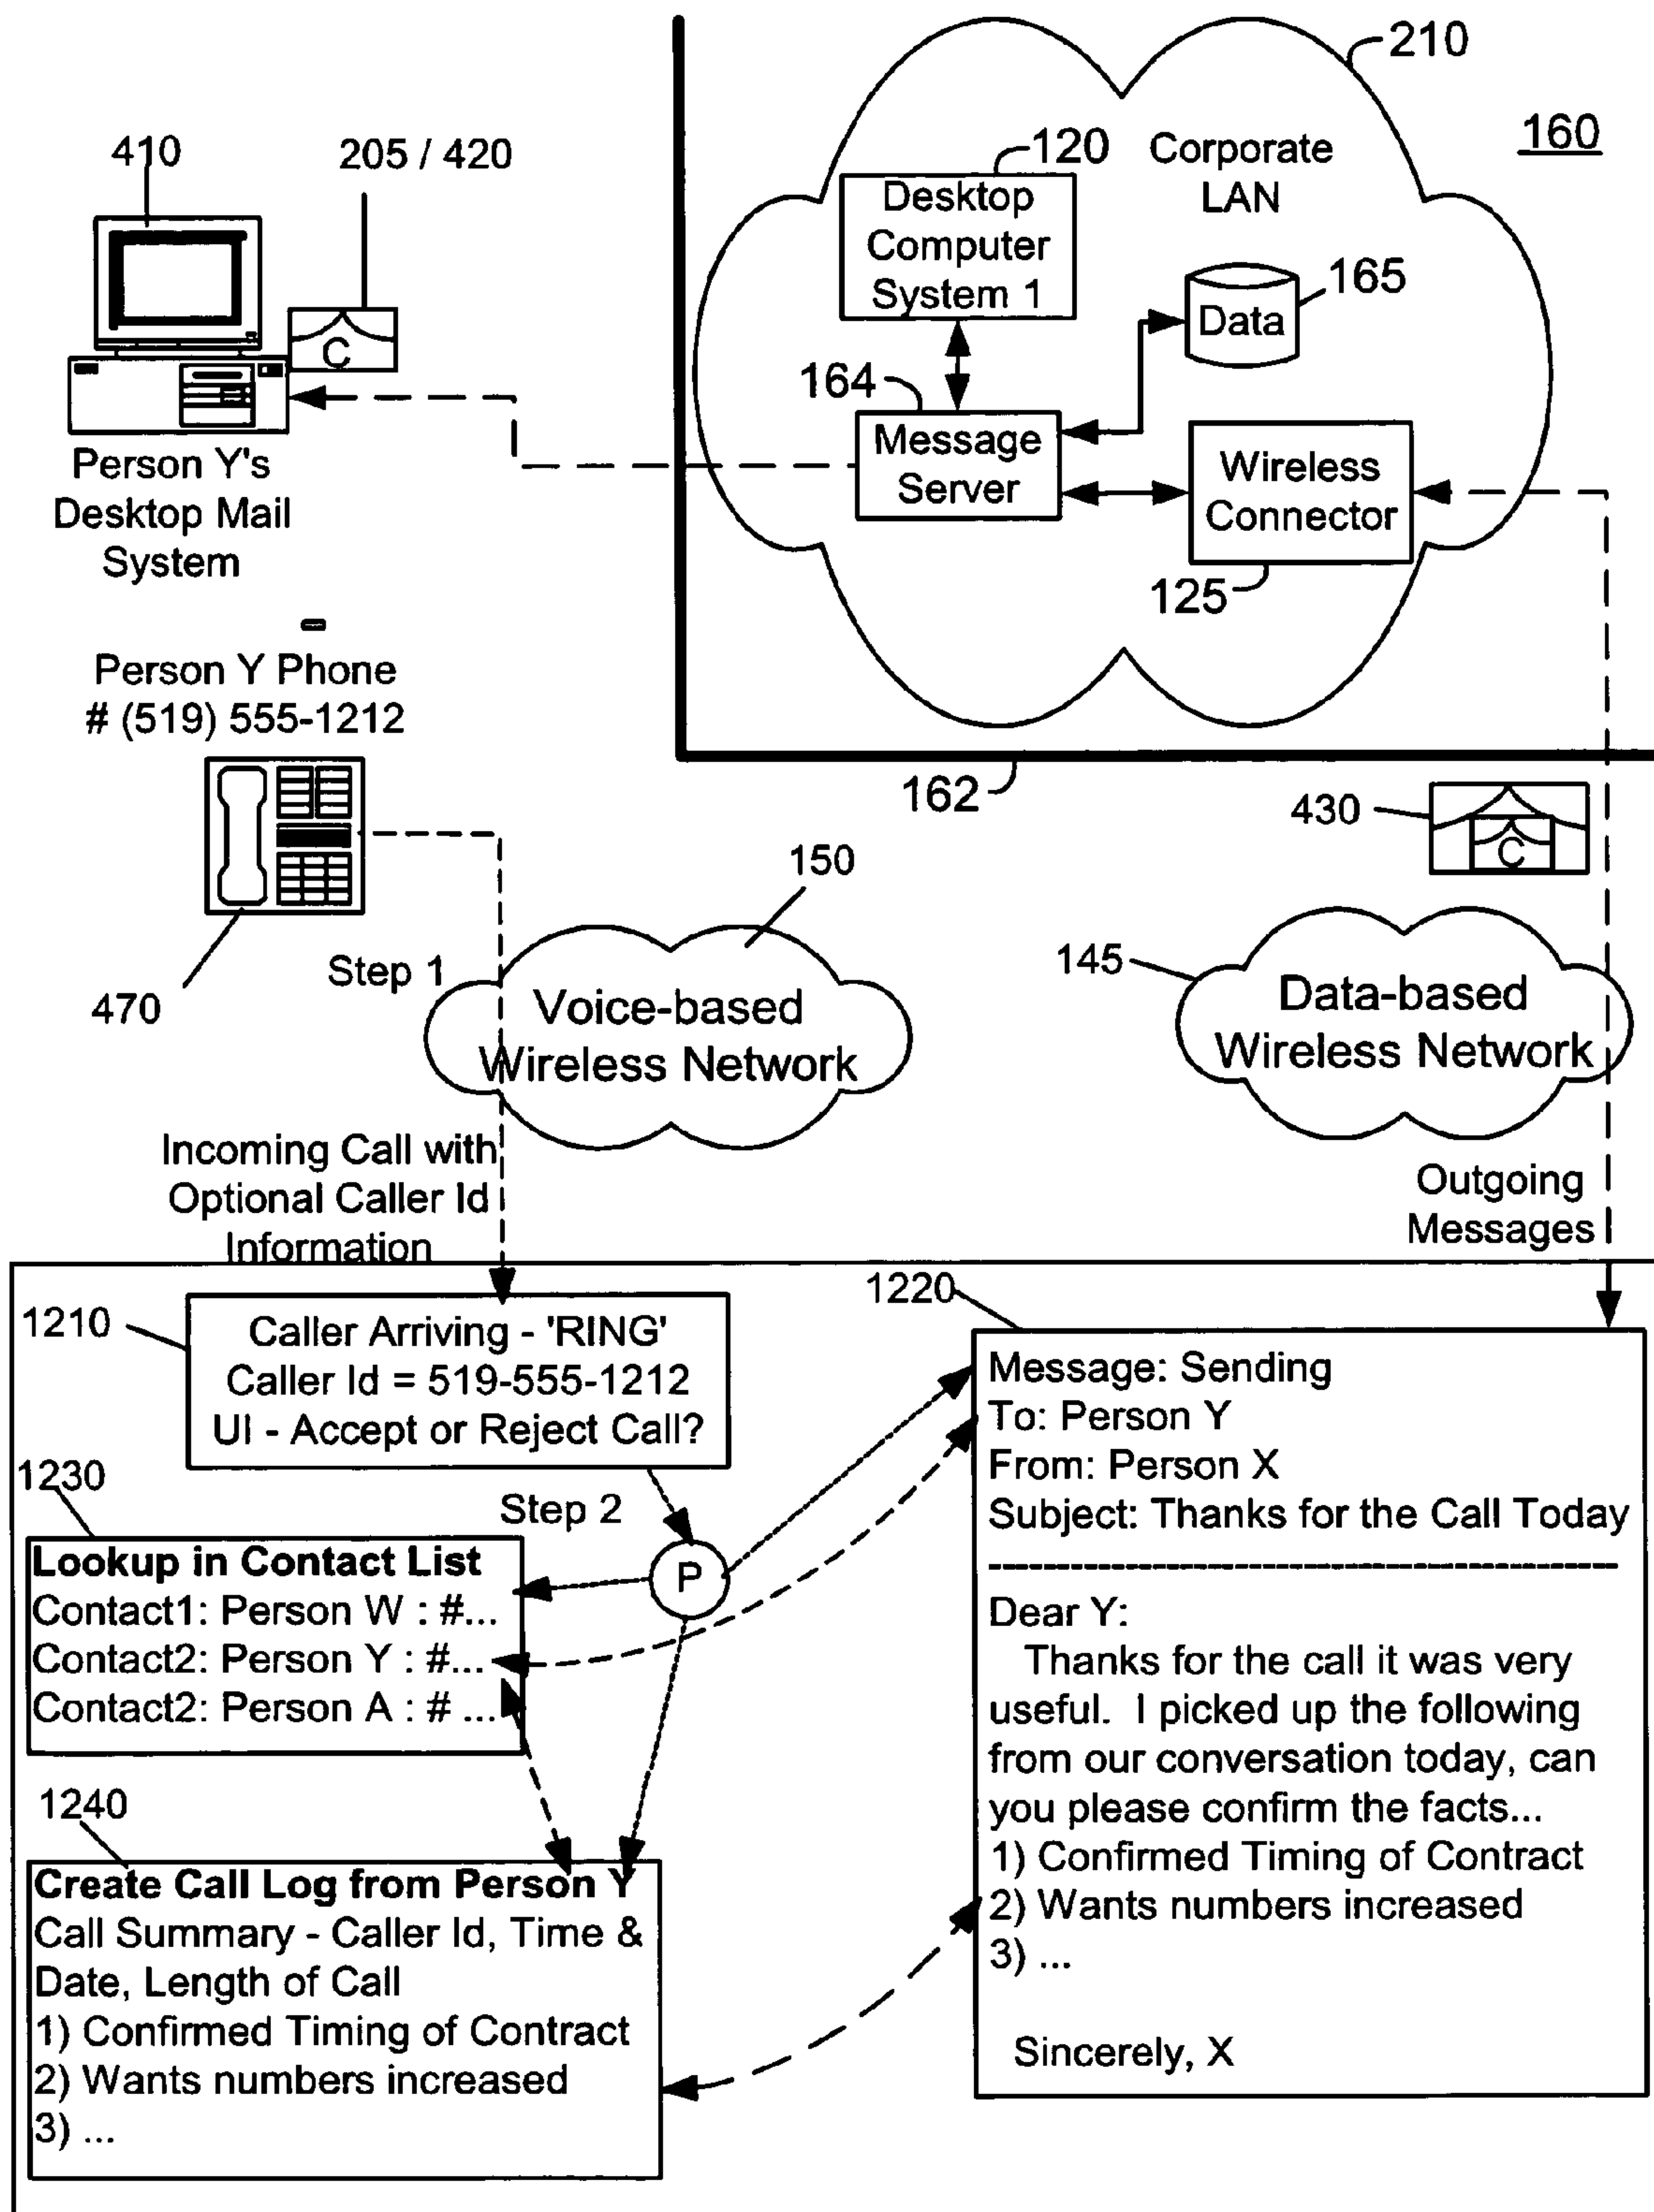 210
160
410
205 / 420
120
Corporate
LAN
Desktop
Computer
System 1
165
Data
C
164
Message
Server
Wireless
Connector
125
Person Y's
Desktop Mail
System
Person Y Phone
# (519) 555-1212
162
430
C
150
145
470
Step 1
Voice-based
Wireless Network
Data-based
Wireless Network
Incoming Call with
Optional Caller Id
Information
Outgoing
Messages
1210
Caller Arriving - 'RING'
Caller Id = 519-555-1212
UI - Accept or Reject Call?
1220
Message: Sending
To: Person Y
From: Person X
Subject: Thanks for the Call Today
Dear Y:
Thanks for the call it was very
useful. I picked up the following
from our conversation today, can
you please confirm the facts...
1) Confirmed Timing of Contract
2) Wants numbers increased
3) ...
Sincerely, X
1230
Step 2
P
Lookup in Contact List
Contact1: Person W : #...
Contact2: Person Y : #...
Contact2: Person A : # ...
1240
Create Call Log from Person Y
Call Summary - Caller Id, Time &
Date, Length of Call
1) Confirmed Timing of Contract
2) Wants numbers increased
3) ...